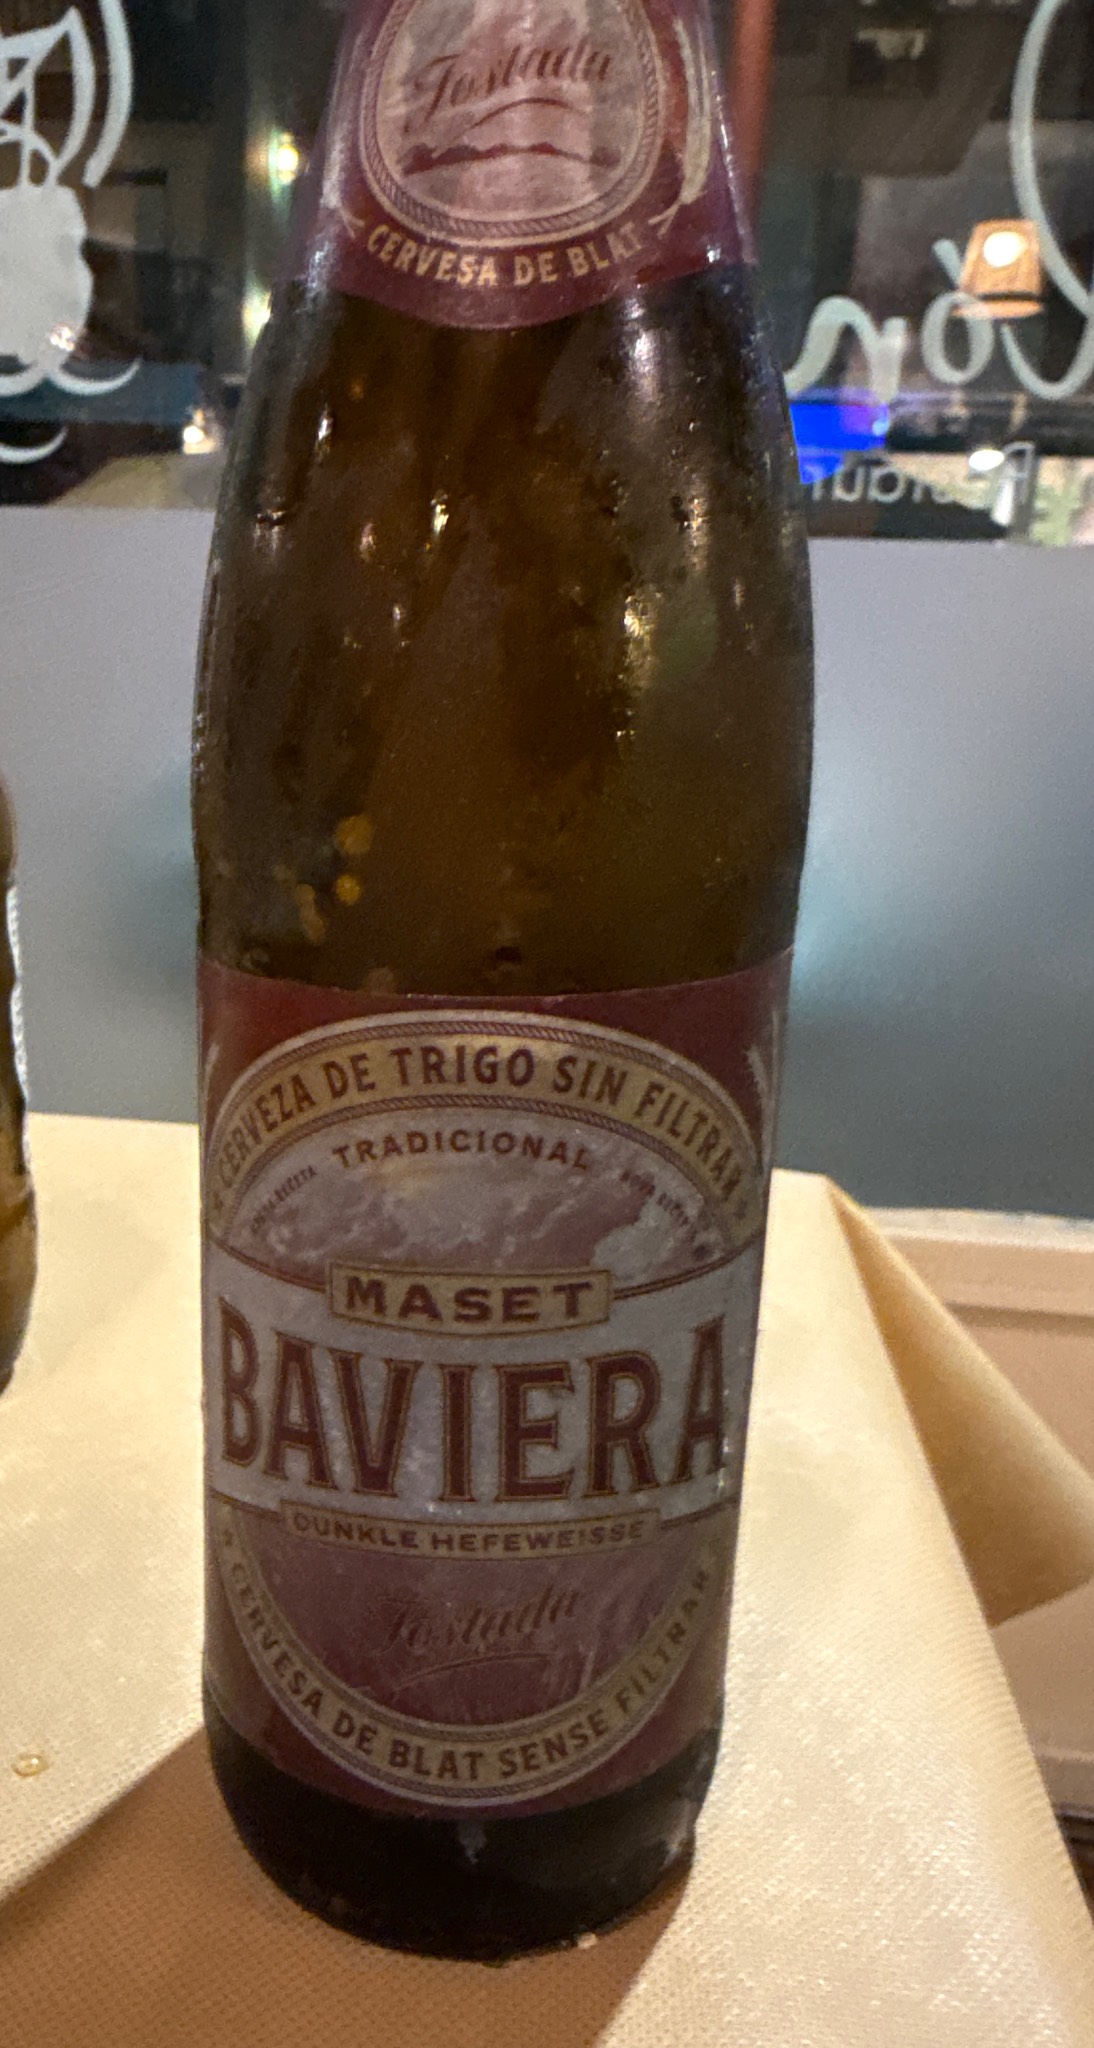 Tostada
CERVESA DE BLAT
CERVEZA DE TRIGO SIN FILTRAR
TRADICIONAL
MASET
BAVIERA
DUNKLE HEFEWEISSE
Tostada
CERVESA DE BLAT SENSE FILTRAR